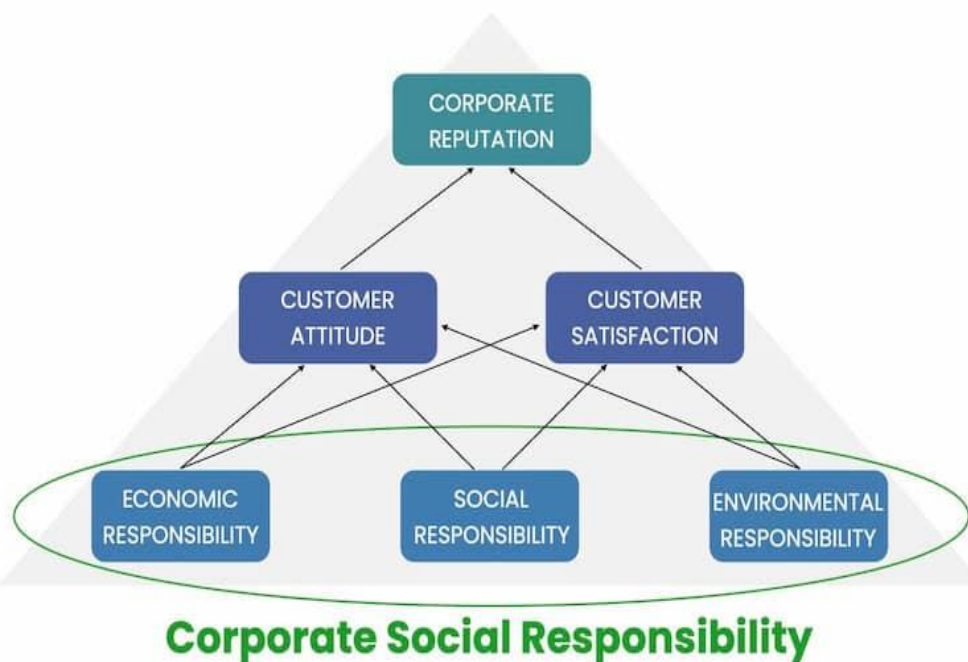 CORPORATE
REPUTATION
CUSTOMER
ATTITUDE
CUSTOMER
SATISFACTION
ECONOMIC
RESPONSIBILITY
SOCIAL
RESPONSIBILITY
ENVIRONMENTAL
RESPONSIBILITY
Corporate Social Responsibility